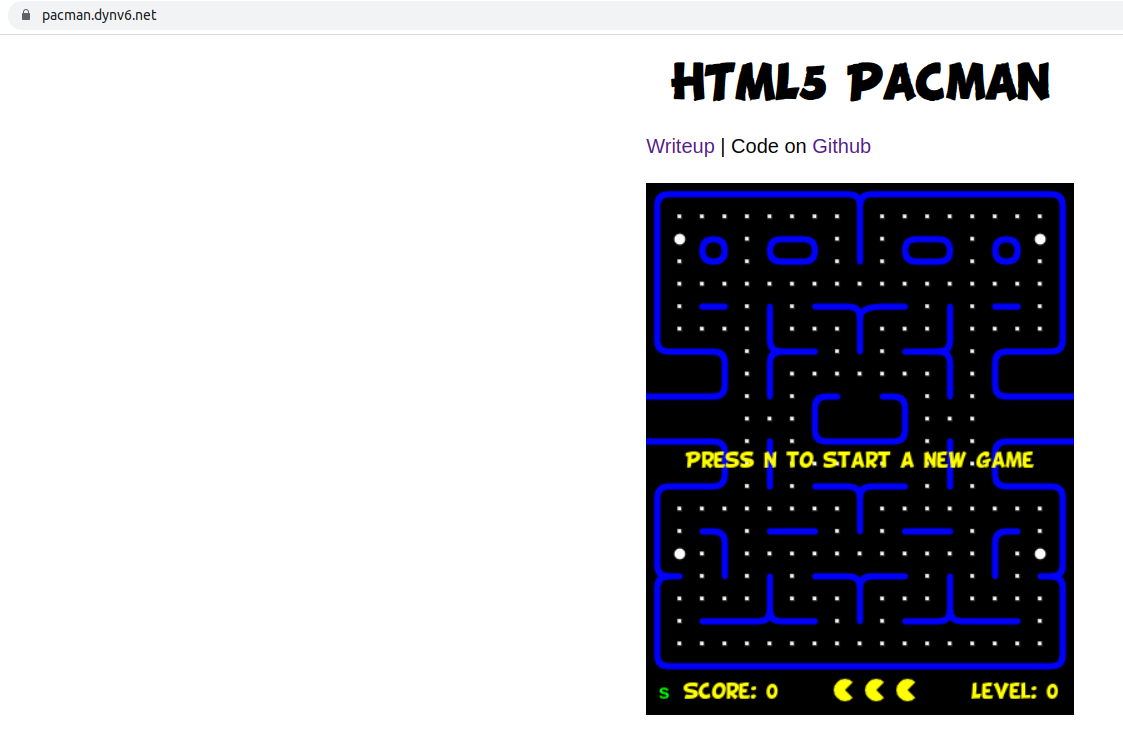 pacman.dynv6.net
HTML5 PACMAN
Writeup | Code on Github
PRESS N TO START A NEW GAME
s SCORE: 0 LEVEL: 0